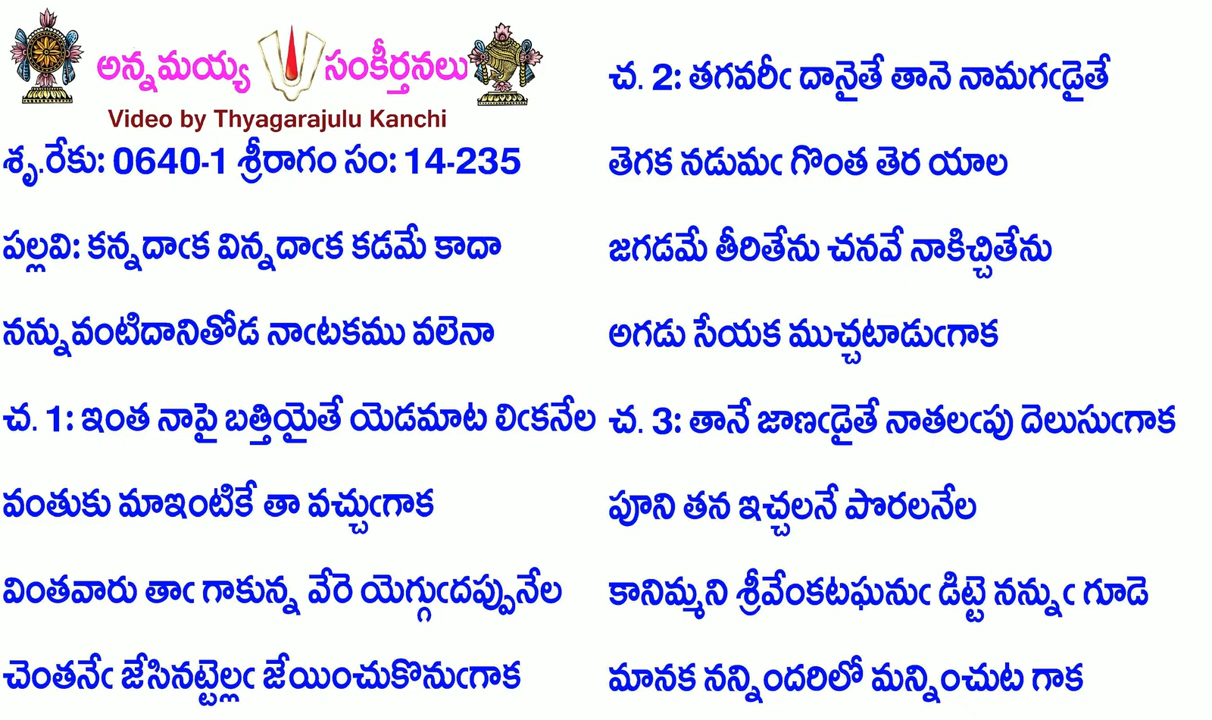 అన్నమయ్య సంకీర్తనలు
Video by Thyagarajulu Kanchi
శృ.రేకు: 0640-1 శ్రీరాగం సం: 14-235
పల్లవి: కన్నదాఁక విన్నదాఁక కడమే కాదా
నన్నువంటిదానితోడ నాఁటకము వలెనా
చ. 1: ఇంత నాపై బత్తియైతే యెడమాట లిఁకనేల
వంతుకు మాఇంటికే తా వచ్చుఁగాక
వింతవారు తాఁ గాకున్న వేరె యెగ్గుఁదప్పునేల
చెంతనేఁ జేసినట్టెల్లఁ జేయించుకొనుఁగాక
చ. 2: తగవరీఁ దానైతే తానె నామగఁడైతే
తెగక నడుమఁ గొంత తెర యాల
జగడమే తీరితేను చనవే నాకిచ్చితేను
అగడు సేయక ముచ్చటాడుఁగాక
చ. 3: తానే జాణఁడైతే నాతలఁపు దెలుసుఁగాక
పూని తన ఇచ్చలనే పొరలనేల
కానిమ్మని శ్రీవేంకటఘనుఁ డిట్టె నన్నుఁ గూడె
మానక నన్నిందరిలో మన్నించుట గాక